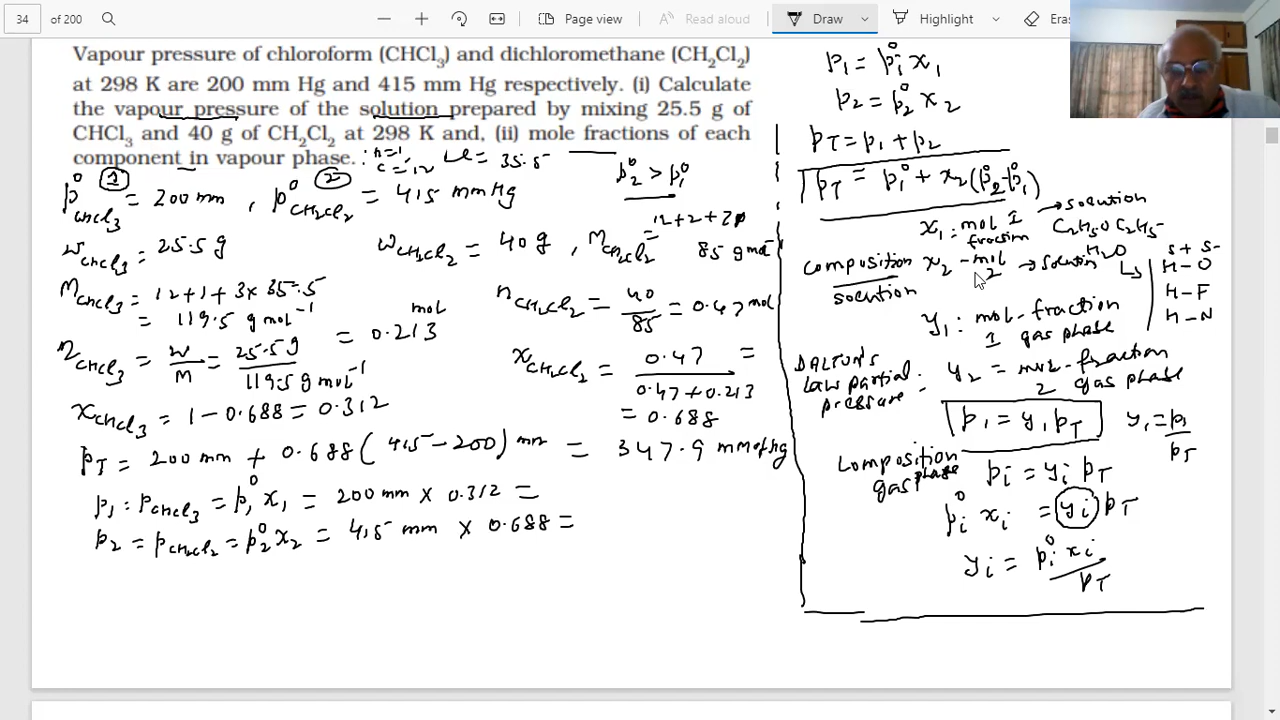 34 of 200
Page view
Read aloud
Draw
Highlight
Eras
Vapour pressure of chloroform (CHCl3) and dichloromethane (CH2Cl2)
at 298 K are 200 mm Hg and 415 mm Hg respectively. (i) Calculate
the vapour pressure of the solution prepared by mixing 25.5 g of
CHCl3 and 40 g of CH2Cl2 at 298 K and, (ii) mole fractions of each
component in vapour phase.
H=1
C=12
Cl = 35.5
p°2 > p°1
1
2
p°CHCl3 = 200 mm , p°CH2Cl2 = 415 mmHg
wCHCl3 = 25.5 g
wCH2Cl2 = 40 g , MCH2Cl2 = 12+2+71
85 g mol-1
MCHCl3 = 12+1+3×35.5
= 119.5 g mol-1
nCH2Cl2 = 40/85 = 0.47 mol
nCHCl3 = w/M = 25.5 g/119.5 g mol-1 = 0.213 mol
xCH2Cl2 = 0.47/0.47+0.213 =
= 0.688
xCHCl3 = 1-0.688 = 0.312
pT = 200 mm + 0.688 (415-200) mm = 347.9 mm of Hg
p1 = pCHCl3 = p°1 x1 = 200 mm × 0.312 =
p2 = pCH2Cl2 = p°2 x2 = 415 mm × 0.688 =
p1 = p°1 x1
p2 = p°2 x2
pT = p1 + p2
pT = p°1 + x2(p°2-p°1)
x1: mol 1 fraction → solution
C2H5O C2H5
composition solution
x2 - mol 2 → solution
H2O
δ+ δ-
H-O
H-F
H-N
y1: mol-fraction
1 gas phase
DALTON's
law partial
pressure
y2 = mol-fraction
2 gas phase
p1 = y1 pT
y1 = p1/pT
Composition
gas phase
pi = yi pT
p°i xi = yi pT
yi = p°i xi/pT